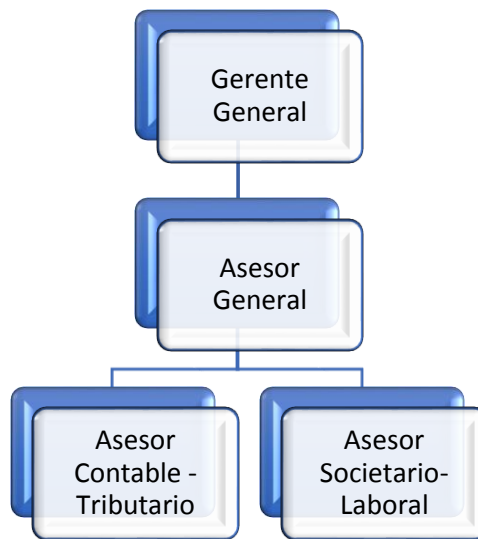 Gerente
General
Asesor
General
Asesor
Contable -
Tributario
Asesor
Societario-
Laboral